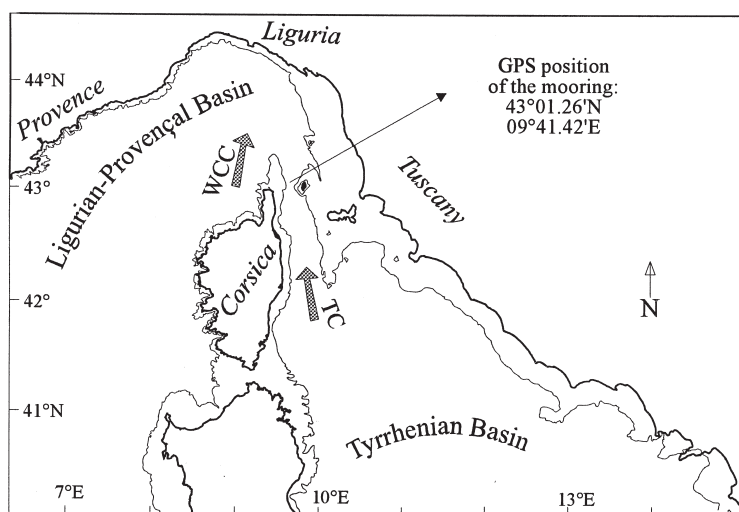 Liguria
GPS position
of the mooring:
43°01.26'N
09°41.42'E
44°N
Provence
Ligurian-Provençal Basin
WCC
43°
Tuscany
Corsica
42°
TC
N
41°N
Tyrrhenian Basin
7°E
10°E
13°E